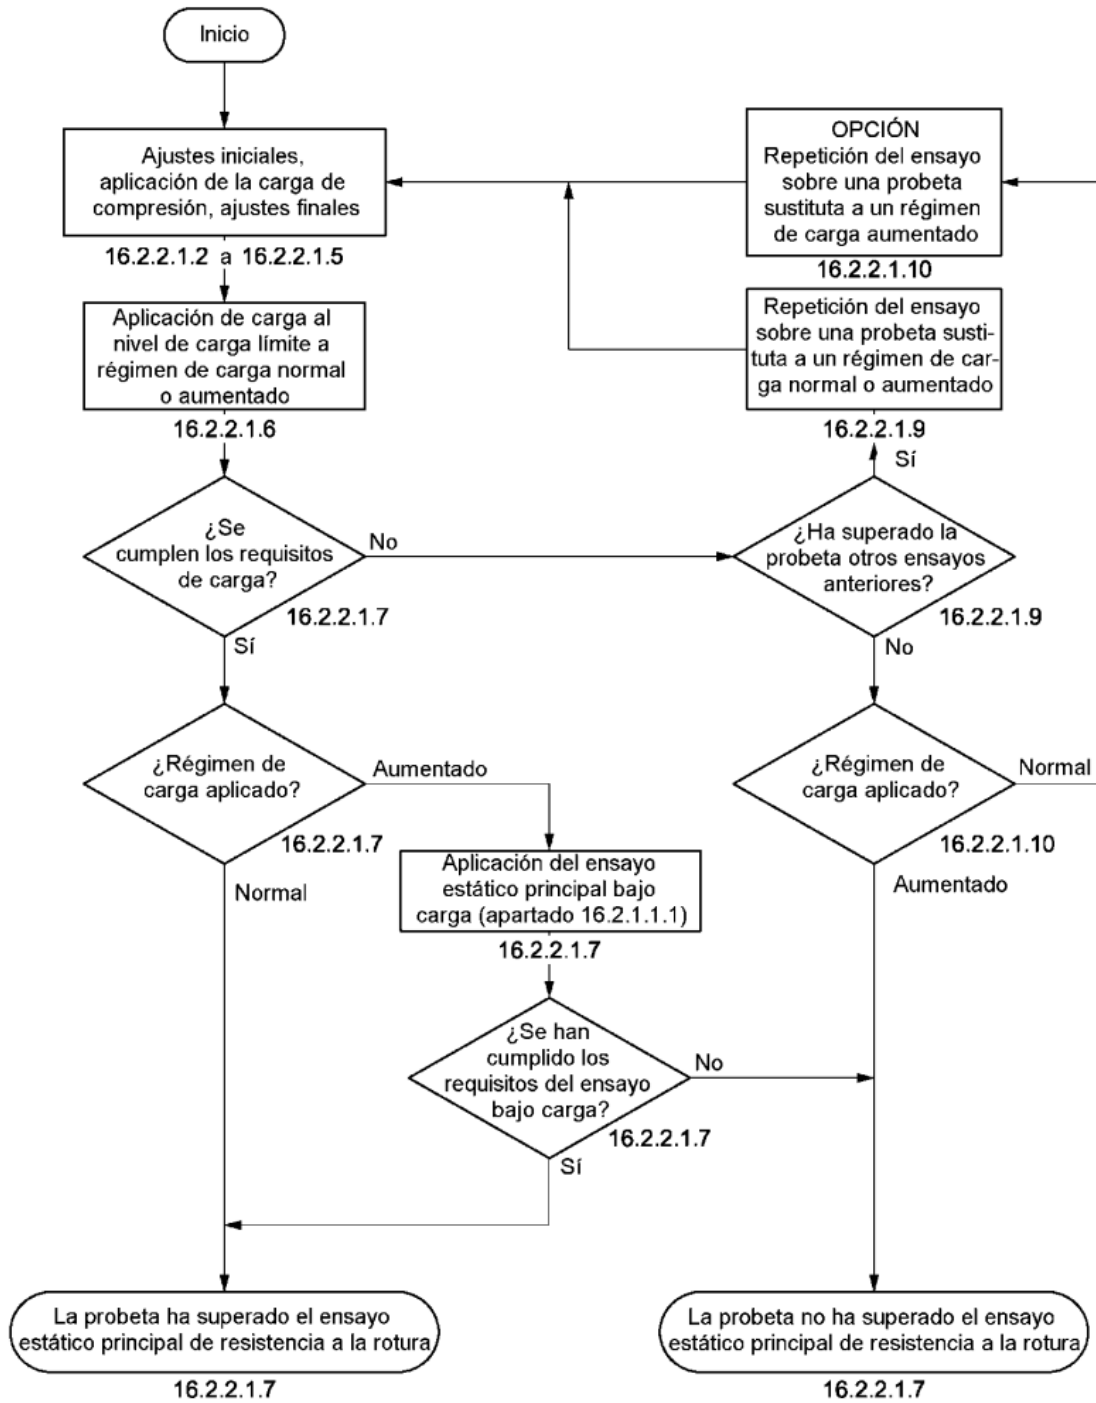 Inicio
Ajustes iniciales,
aplicación de la carga de
compresión, ajustes finales
16.2.2.1.2 a 16.2.2.1.5
Aplicación de carga al
nivel de carga límite a
régimen de carga normal
o aumentado
16.2.2.1.6
OPCIÓN
Repetición del ensayo
sobre una probeta
sustituta a un régimen
de carga aumentado
16.2.2.1.10
Repetición del ensayo
sobre una probeta susti-
tuta a un régimen de car-
ga normal o aumentado
16.2.2.1.9
Sí
¿Se
cumplen los requisitos
de carga?
No
16.2.2.1.7
Sí
¿Ha superado la
probeta otros ensayos
anteriores?
16.2.2.1.9
No
¿Régimen de
carga aplicado?
Aumentado
16.2.2.1.7
Normal
¿Régimen de
carga aplicado?
Normal
16.2.2.1.10
Aumentado
Aplicación del ensayo
estático principal bajo
carga (apartado 16.2.1.1.1)
16.2.2.1.7
¿Se han
cumplido los
requisitos del ensayo
bajo carga?
No
16.2.2.1.7
Sí
La probeta ha superado el ensayo
estático principal de resistencia a la rotura
16.2.2.1.7
La probeta no ha superado el ensayo
estático principal de resistencia a la rotura
16.2.2.1.7